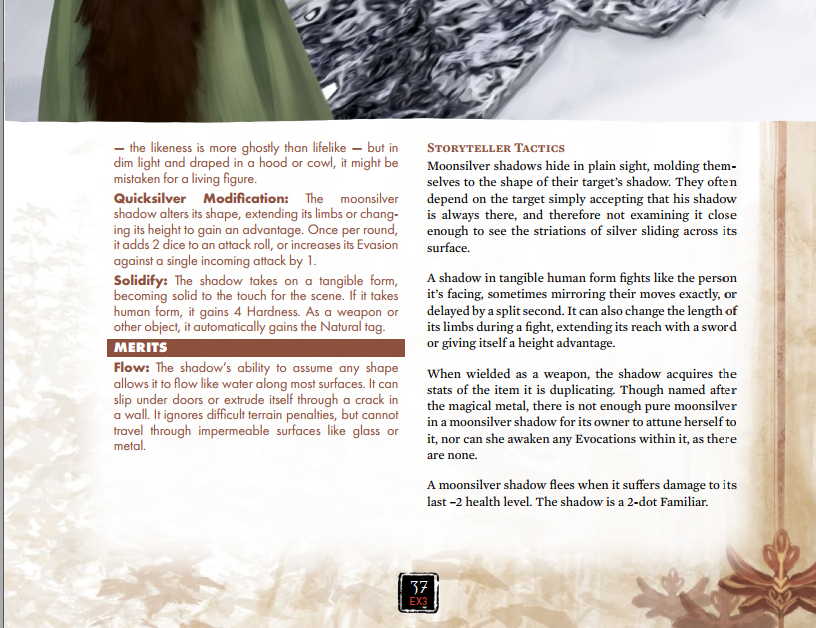 — the likeness is more ghostly than lifelike — but in
dim light and draped in a hood or cowl, it might be
mistaken for a living figure.
Quicksilver Modification: The moonsilver
shadow alters its shape, extending its limbs or chang-
ing its height to gain an advantage. Once per round,
it adds 2 dice to an attack roll, or increases its Evasion
against a single incoming attack by 1.
Solidify: The shadow takes on a tangible form,
becoming solid to the touch for the scene. If it takes
human form, it gains 4 Hardness. As a weapon or
other object, it automatically gains the Natural tag.
MERITS
Flow: The shadow's ability to assume any shape
allows it to flow like water along most surfaces. It can
slip under doors or extrude itself through a crack in
a wall. It ignores difficult terrain penalties, but cannot
travel through impermeable surfaces like glass or
metal.
Storyteller Tactics
Moonsilver shadows hide in plain sight, molding them-
selves to the shape of their target's shadow. They often
depend on the target simply accepting that his shadow
is always there, and therefore not examining it close
enough to see the striations of silver sliding across its
surface.
A shadow in tangible human form fights like the person
it's facing, sometimes mirroring their moves exactly, or
delayed by a split second. It can also change the length of
its limbs during a fight, extending its reach with a sword
or giving itself a height advantage.
When wielded as a weapon, the shadow acquires the
stats of the item it is duplicating. Though named after
the magical metal, there is not enough pure moonsilver
in a moonsilver shadow for its owner to attune herself to
it, nor can she awaken any Evocations within it, as there
are none.
A moonsilver shadow flees when it suffers damage to its
last –2 health level. The shadow is a 2-dot Familiar.
37
EX3